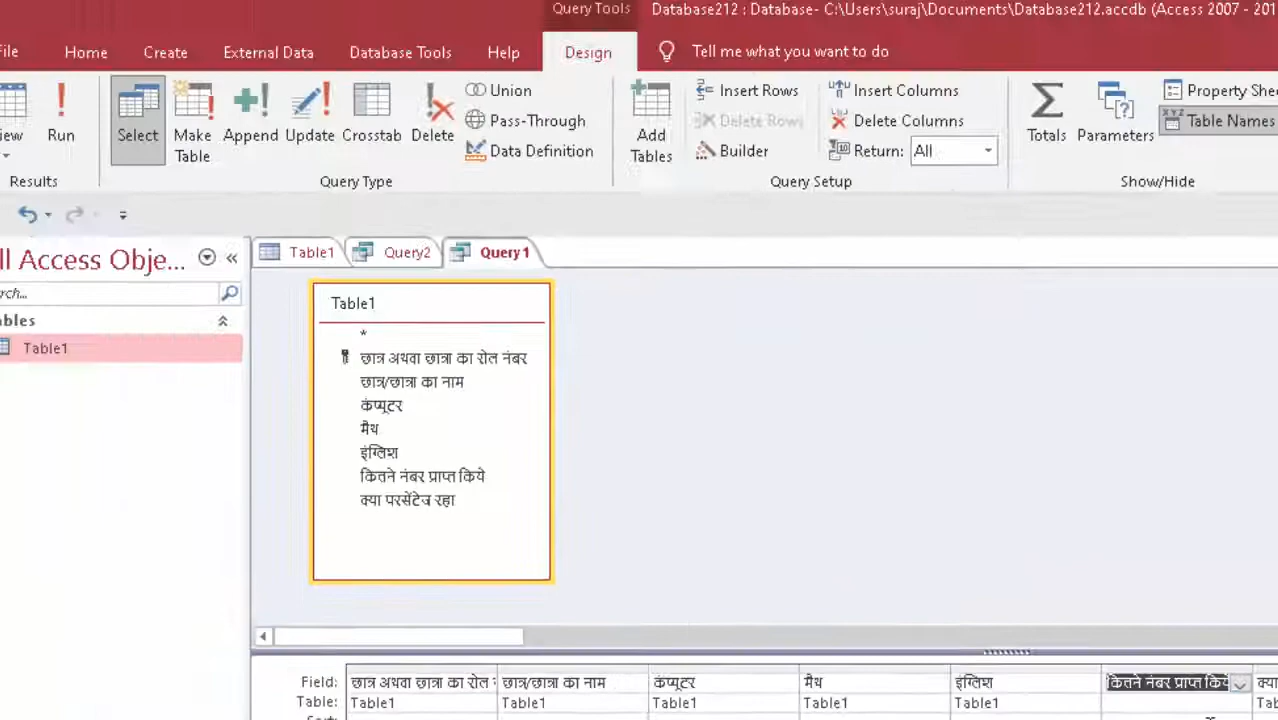 Query Tools Database212 : Database- C:\Users\suraj\Documents\Database212.accdb (Access 2007 - 201
File Home Create External Data Database Tools Help Design Tell me what you want to do
View Run Select Make Table Append Update Crosstab Delete
Union
Pass-Through
Data Definition
Add Tables
Insert Rows
Delete Rows
Builder
Insert Columns
Delete Columns
Return: All
Totals Parameters
Property Shee
Table Names
Results Query Type Query Setup Show/Hide
ll Access Obje... «
Table1 Query2 Query1
rch...
bles
Table1
Table1
*
छात्र अथवा छात्रा का रोल नंबर
छात्र/छात्रा का नाम
कंप्यूटर
मैथ
इंग्लिश
कितने नंबर प्राप्त किये
क्या परसेंटेज रहा
Field: छात्र अथवा छात्रा का रोल छात्र/छात्रा का नाम कंप्यूटर मैथ इंग्लिश कितने नंबर प्राप्त किये क्या
Table: Table1 Table1 Table1 Table1 Table1 Tab